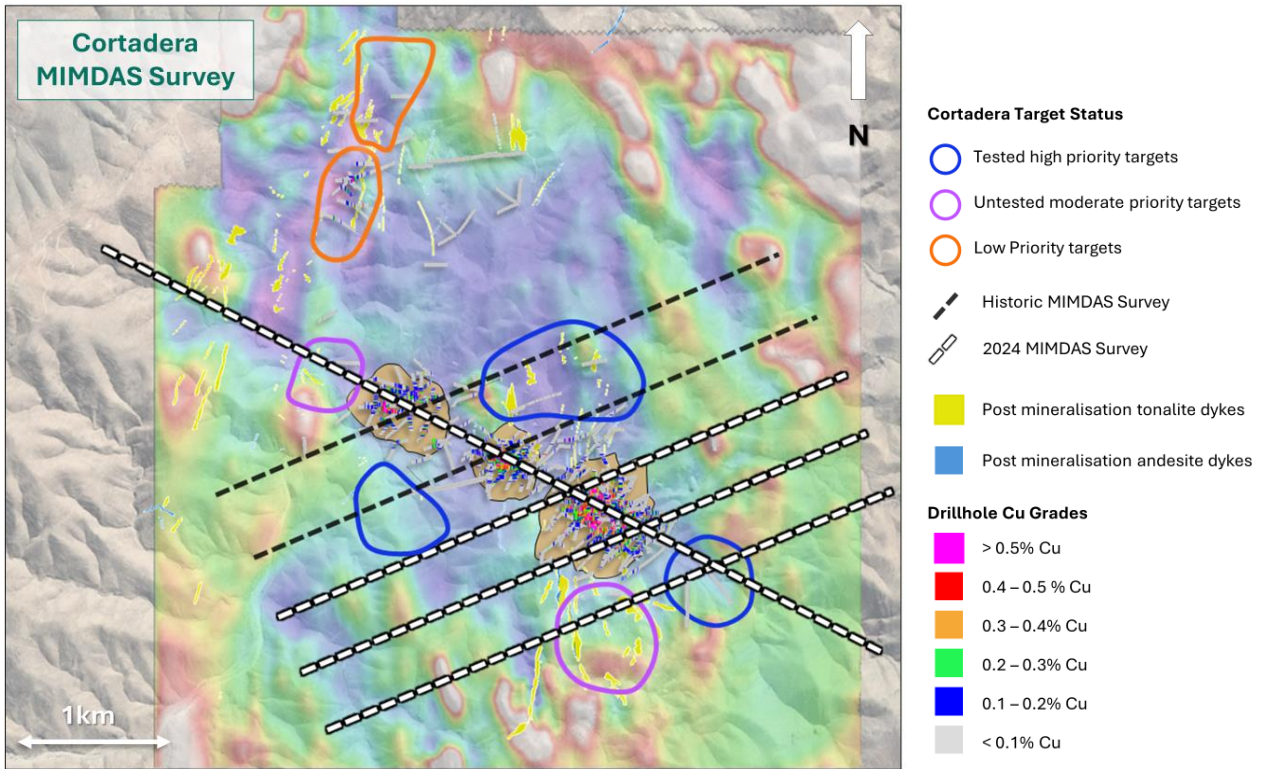 Cortadera
MIMDAS Survey
N
1km
Cortadera Target Status
Tested high priority targets
Untested moderate priority targets
Low Priority targets
Historic MIMDAS Survey
2024 MIMDAS Survey
Post mineralisation tonalite dykes
Post mineralisation andesite dykes
Drillhole Cu Grades
> 0.5% Cu
0.4 – 0.5 % Cu
0.3 – 0.4% Cu
0.2 – 0.3% Cu
0.1 – 0.2% Cu
< 0.1% Cu